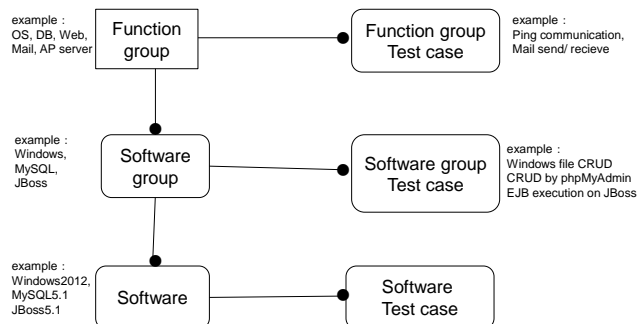 example：
OS, DB, Web,
Mail, AP server
Function
group
Function group
Test case
example：
Ping communication,
Mail send/ recieve
example：
Windows,
MySQL,
JBoss
Software
group
Software group
Test case
example：
Windows file CRUD
CRUD by phpMyAdmin
EJB execution on JBoss
example：
Windows2012,
MySQL5.1
JBoss5.1
Software
Software
Test case